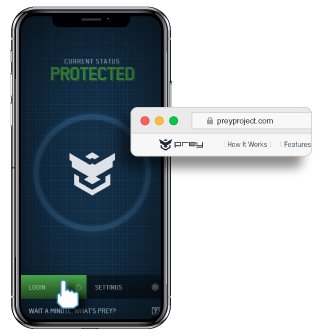 CURRENT STATUS
PROTECTED
preyproject.com
prey How It Works Features
LOGIN SETTINGS
WAIT A MINUTE, WHAT'S PREY?